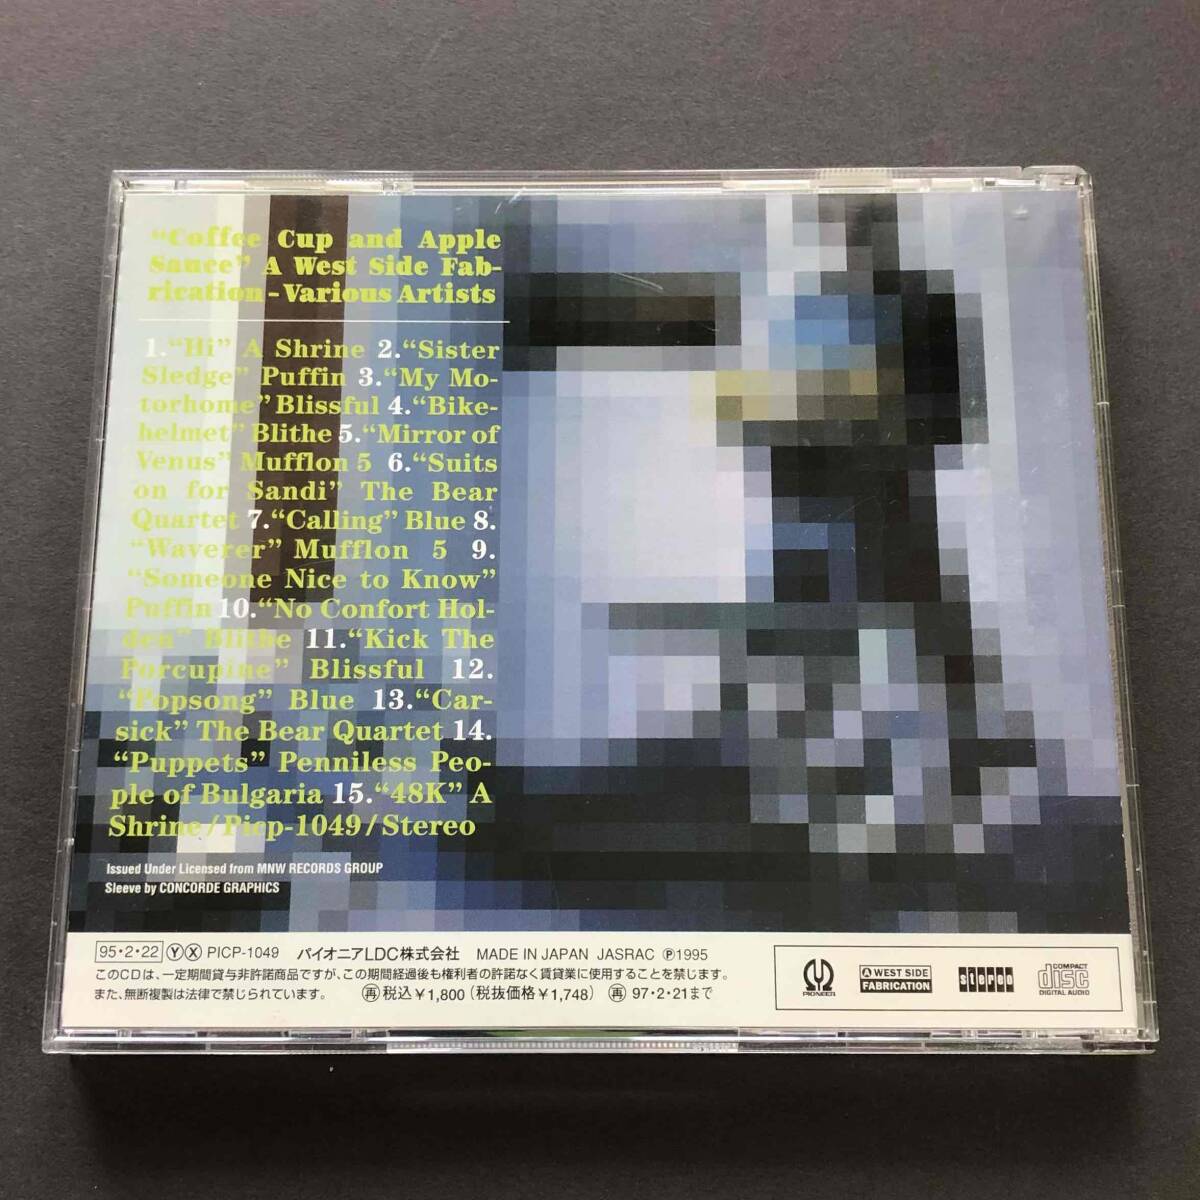 “Coffee Cup and Apple
Sauce” A West Side Fab-
rication - Various Artists
1.“Hi” A Shrine 2.“Sister
Sledge” Puffin 3.“My Mo-
torhome” Blissful 4.“Bike-
helmet” Blithe 5.“Mirror of
Venus” Mufflon 5 6.“Suits
on for Sandi” The Bear
Quartet 7.“Calling” Blue 8.
“Waverer” Mufflon 5 9.
“Someone Nice to Know”
Puffin 10.“No Confort Hol-
den” Blithe 11.“Kick The
Porcupine” Blissful 12.
“Popsong” Blue 13.“Car-
sick” The Bear Quartet 14.
“Puppets” Penniless Peo-
ple of Bulgaria 15.“48K” A
Shrine/Picp-1049/Stereo
Issued Under Licensed from MNW RECORDS GROUP
Sleeve by CONCORDE GRAPHICS
95・2・22 Ⓨ Ⓧ PICP-1049 パイオニアLDC株式会社 MADE IN JAPAN JASRAC Ⓟ1995
このCDは、一定期間貸与非許諾商品ですが、この期間経過後も権利者の許諾なく賃貸業に使用することを禁じます。
また、無断複製は法律で禁じられています。 再 税込¥1,800(税抜価格¥1,748) 再 97・2・21まで
PIONEER
A WEST SIDE
FABRICATION
stereo
COMPACT
disc
DIGITAL AUDIO